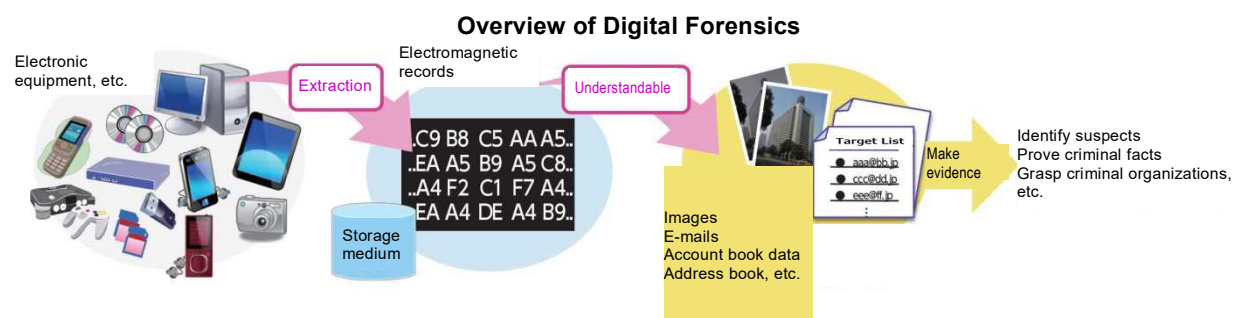 Overview of Digital Forensics
Electronic
equipment, etc.
Extraction
Electromagnetic
records
..C9 B8 C5 AA A5..
..EA A5 B9 A5 C8..
..A4 F2 C1 F7 A4..
..EA A4 DE A4 B9..
Storage
medium
Understandable
Target List
aaa@bb.jp
ccc@dd.jp
eee@ff.jp
Images
E-mails
Account book data
Address book, etc.
Make
evidence
Identify suspects
Prove criminal facts
Grasp criminal organizations,
etc.